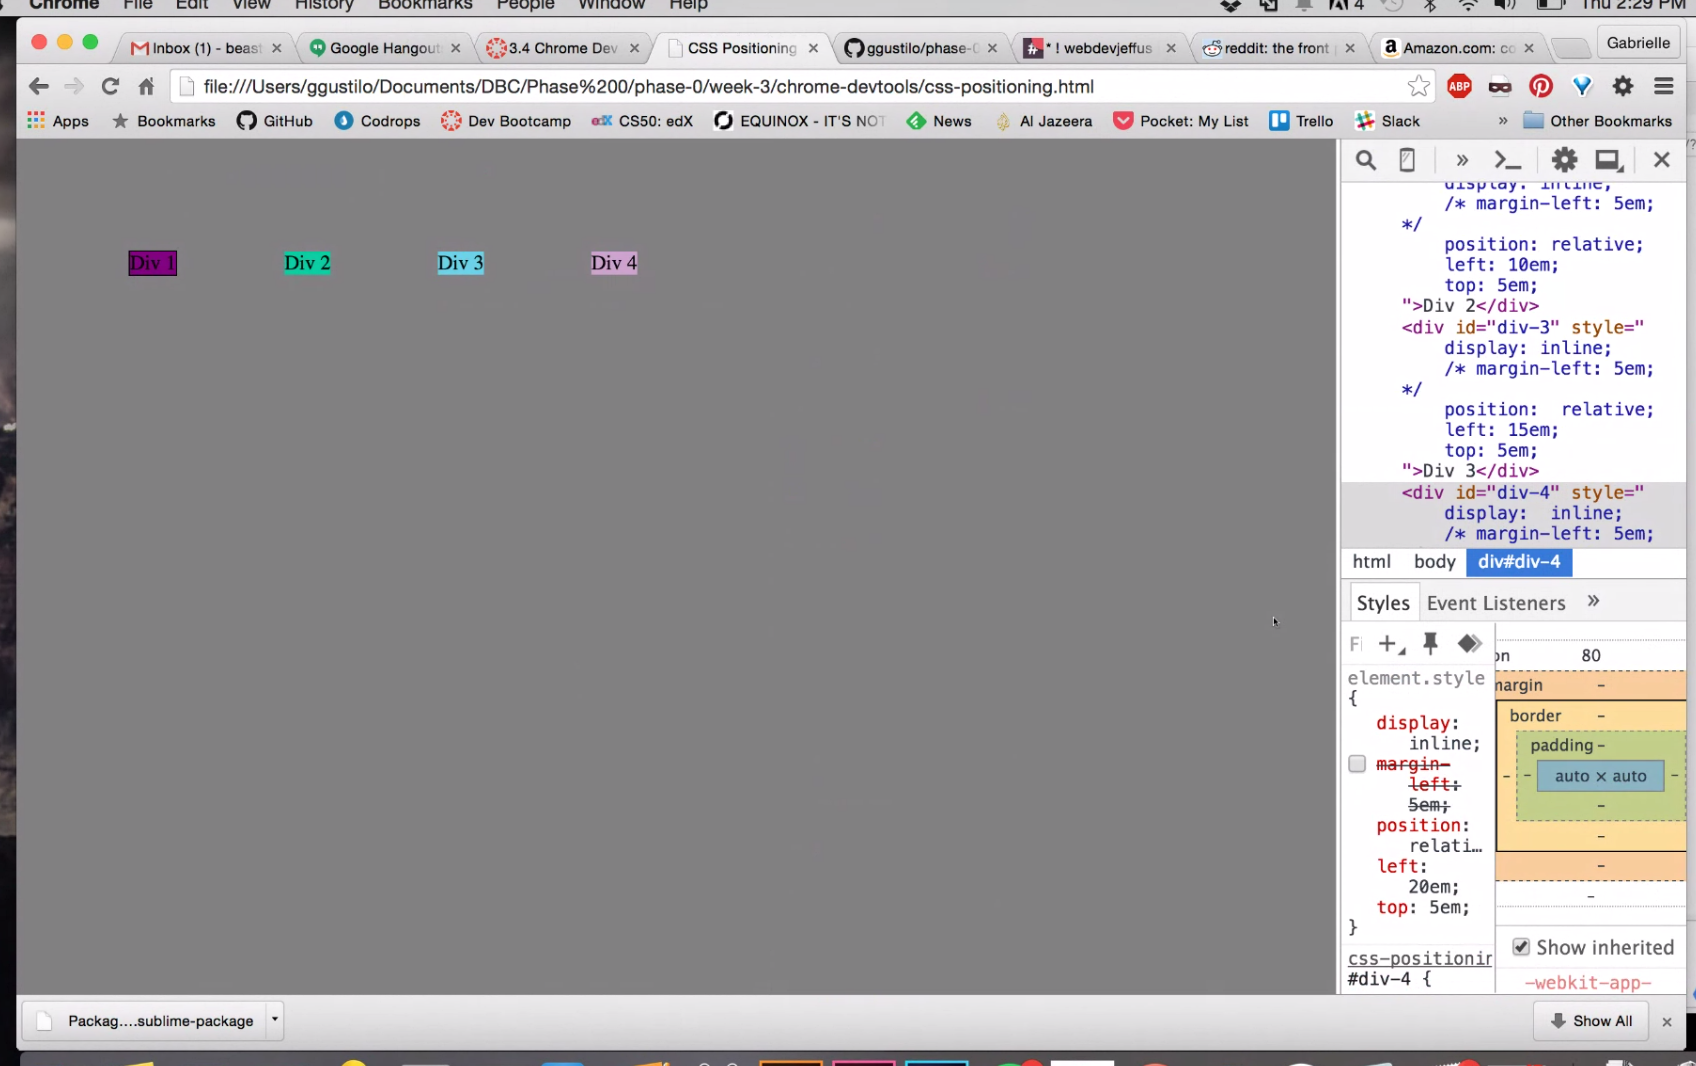 Chrome File Edit View History Bookmarks People Window Help 4 Thu 2:29 PM
Inbox (1) - beast Google Hangout 3.4 Chrome Dev CSS Positioning ggustilo/phase-0 * ! webdevjeffus reddit: the front Amazon.com: co Gabrielle
file:///Users/ggustilo/Documents/DBC/Phase%200/phase-0/week-3/chrome-devtools/css-positioning.html ABP
Apps Bookmarks GitHub Codrops Dev Bootcamp edX CS50: edX EQUINOX - IT'S NOT News Al Jazeera Pocket: My List Trello Slack » Other Bookmarks
Div 1 Div 2 Div 3 Div 4
display: inline;
/* margin-left: 5em;
*/
position: relative;
left: 10em;
top: 5em;
">Div 2</div>
<div id="div-3" style="
display: inline;
/* margin-left: 5em;
*/
position:  relative;
left: 15em;
top: 5em;
">Div 3</div>
<div id="div-4" style="
display:  inline;
/* margin-left: 5em;
html body div#div-4
Styles Event Listeners »
element.style
{
display:
inline;
margin-
left:
5em;
position:
relati…
left:
20em;
top: 5em;
}
css-positionin
#div-4 {
on 80
margin -
border -
padding -
- - auto × auto -
-
-
-
-
Show inherited
-webkit-app-
Packag....sublime-package Show All